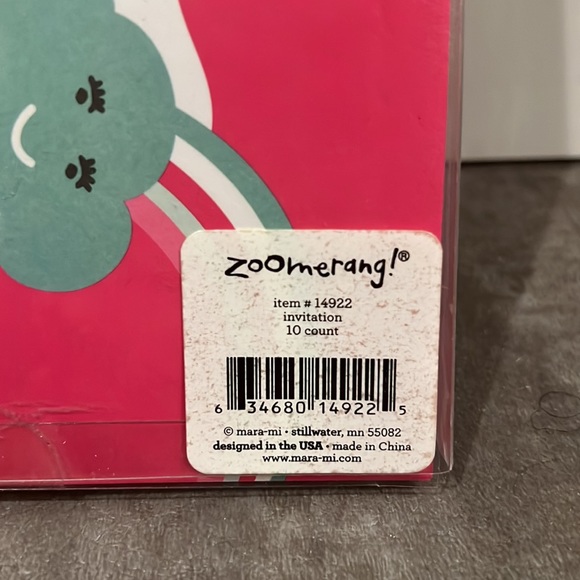 zoomerang!®
item # 14922
invitation
10 count
6 34680 14922 5
© mara-mi • stillwater, mn 55082
designed in the USA • made in China
www.mara-mi.com